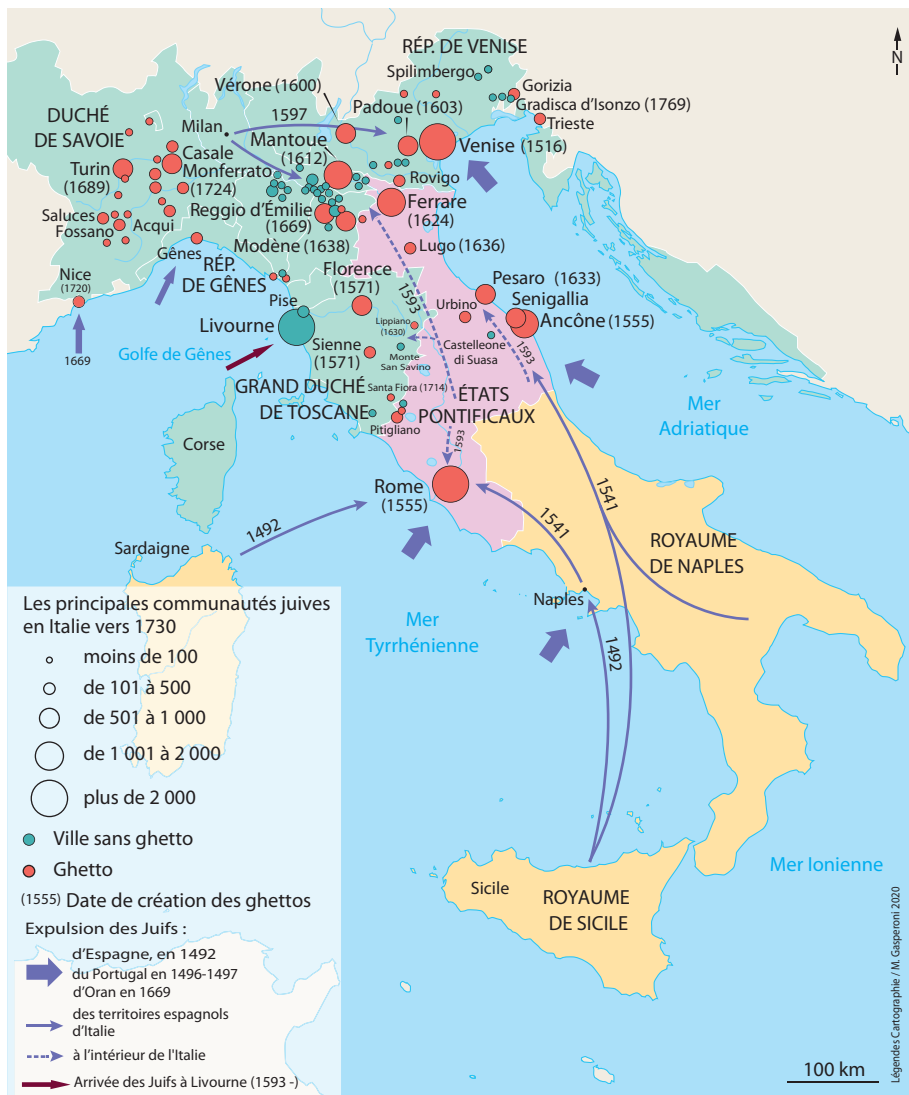 RÉP. DE VENISE
Spilimbergo
N
Gorizia
Gradisca d'Isonzo (1769)
Trieste
Vérone (1600)
Padoue (1603)
1597
DUCHÉ
DE SAVOIE
Milan
Mantoue
(1612)
Venise (1516)
Casale
Monferrato
(1724)
Turin
(1689)
Rovigo
Ferrare
(1624)
Reggio d'Émilie
(1669)
Saluces
Fossano
Acqui
Modène (1638)
Lugo (1636)
Gênes
RÉP.
DE GÊNES
Nice
(1720)
Florence
(1571)
1593
Pesaro (1633)
Senigallia
Ancône (1555)
Urbino
Pise
Livourne
Lippiano
(1630)
Castelleone
di Suasa
1593
Golfe de Gênes
1669
Sienne
(1571)
Monte
San Savino
GRAND DUCHÉ
DE TOSCANE
Santa Fiora (1714)
Pitigliano
ÉTATS
PONTIFICAUX
Mer
Adriatique
Corse
1593
Rome
(1555)
1492
1541
1541
ROYAUME
DE NAPLES
Sardaigne
Naples
Mer
Tyrrhénienne
1492
Mer Ionienne
Sicile
ROYAUME
DE SICILE
Les principales communautés juives
en Italie vers 1730
moins de 100
de 101 à 500
de 501 à 1 000
de 1 001 à 2 000
plus de 2 000
Ville sans ghetto
Ghetto
(1555) Date de création des ghettos
Expulsion des Juifs :
d'Espagne, en 1492
du Portugal en 1496-1497
d'Oran en 1669
des territoires espagnols
d'Italie
à l'intérieur de l'Italie
Arrivée des Juifs à Livourne (1593 -)
100 km
Légendes Cartographie / M. Gasperoni 2020